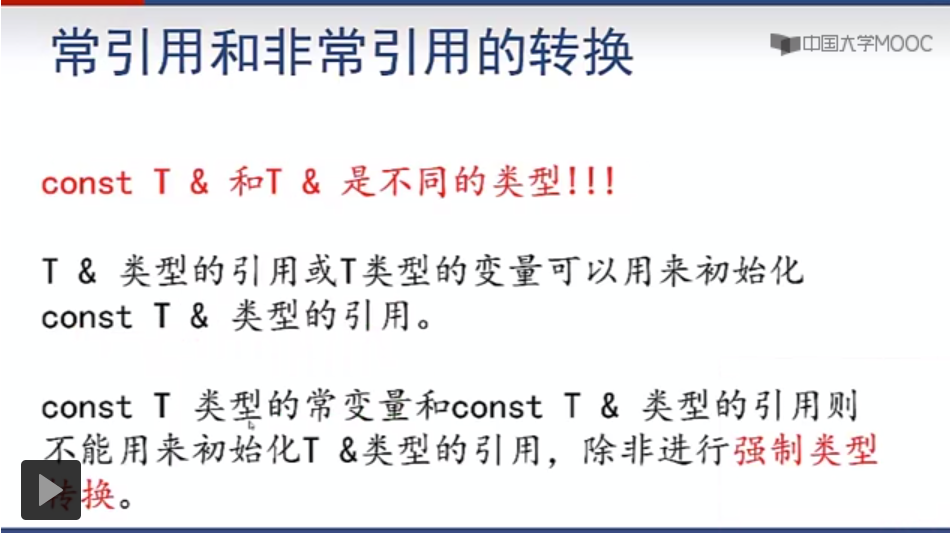 常引用和非常引用的转换
中国大学MOOC
const T & 和T & 是不同的类型!!!
T & 类型的引用或T类型的变量可以用来初始化
const T & 类型的引用。
const T 类型的常变量和const T & 类型的引用则
不能用来初始化T &类型的引用，除非进行强制类型
转换。